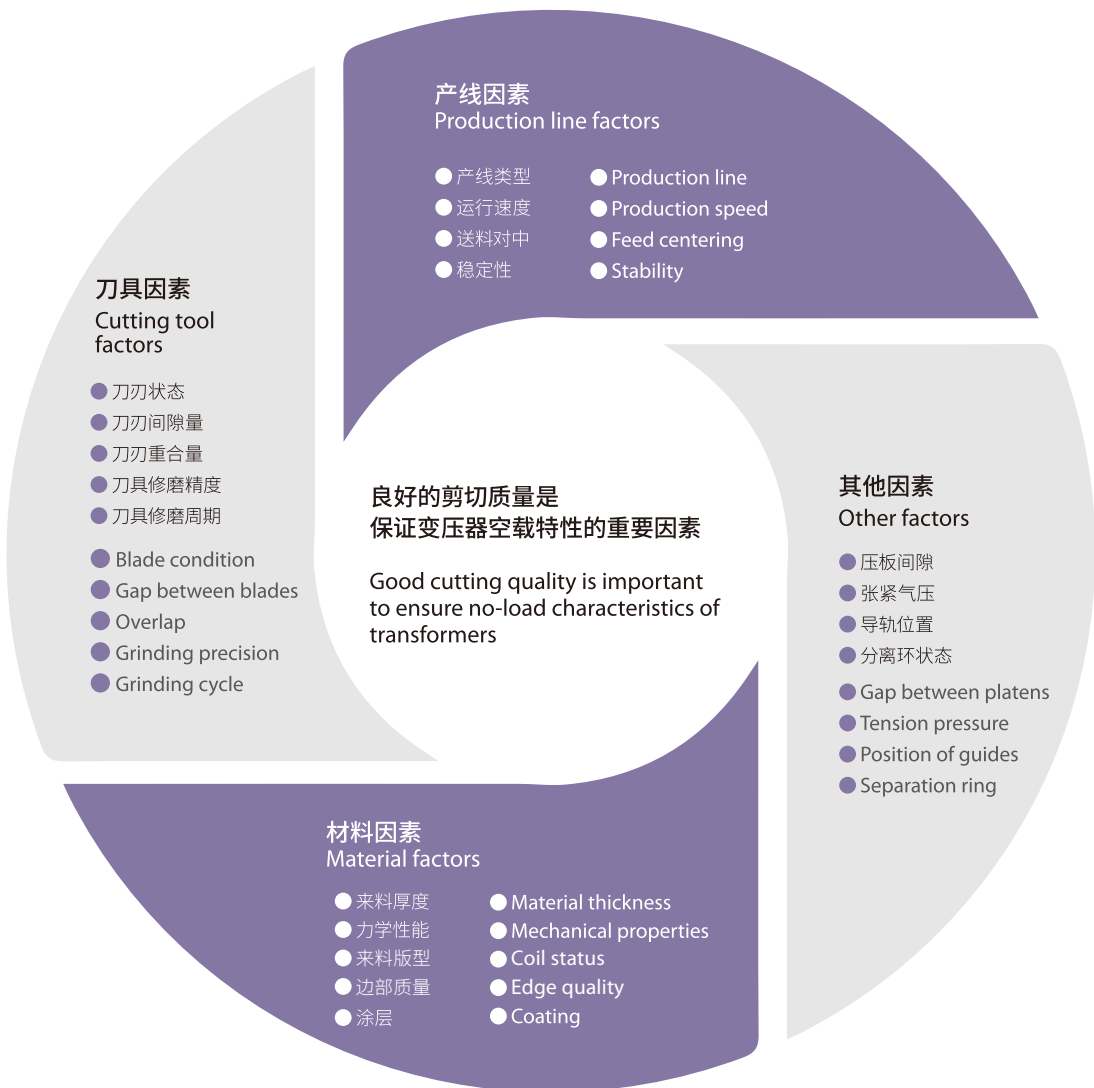 产线因素
Production line factors
产线类型
运行速度
送料对中
稳定性
Production line
Production speed
Feed centering
Stability
刀具因素
Cutting tool
factors
刀刃状态
刀刃间隙量
刀刃重合量
刀具修磨精度
刀具修磨周期
Blade condition
Gap between blades
Overlap
Grinding precision
Grinding cycle
良好的剪切质量是
保证变压器空载特性的重要因素
Good cutting quality is important
to ensure no-load characteristics of
transformers
其他因素
Other factors
压板间隙
张紧气压
导轨位置
分离环状态
Gap between platens
Tension pressure
Position of guides
Separation ring
材料因素
Material factors
来料厚度
力学性能
来料版型
边部质量
涂层
Material thickness
Mechanical properties
Coil status
Edge quality
Coating